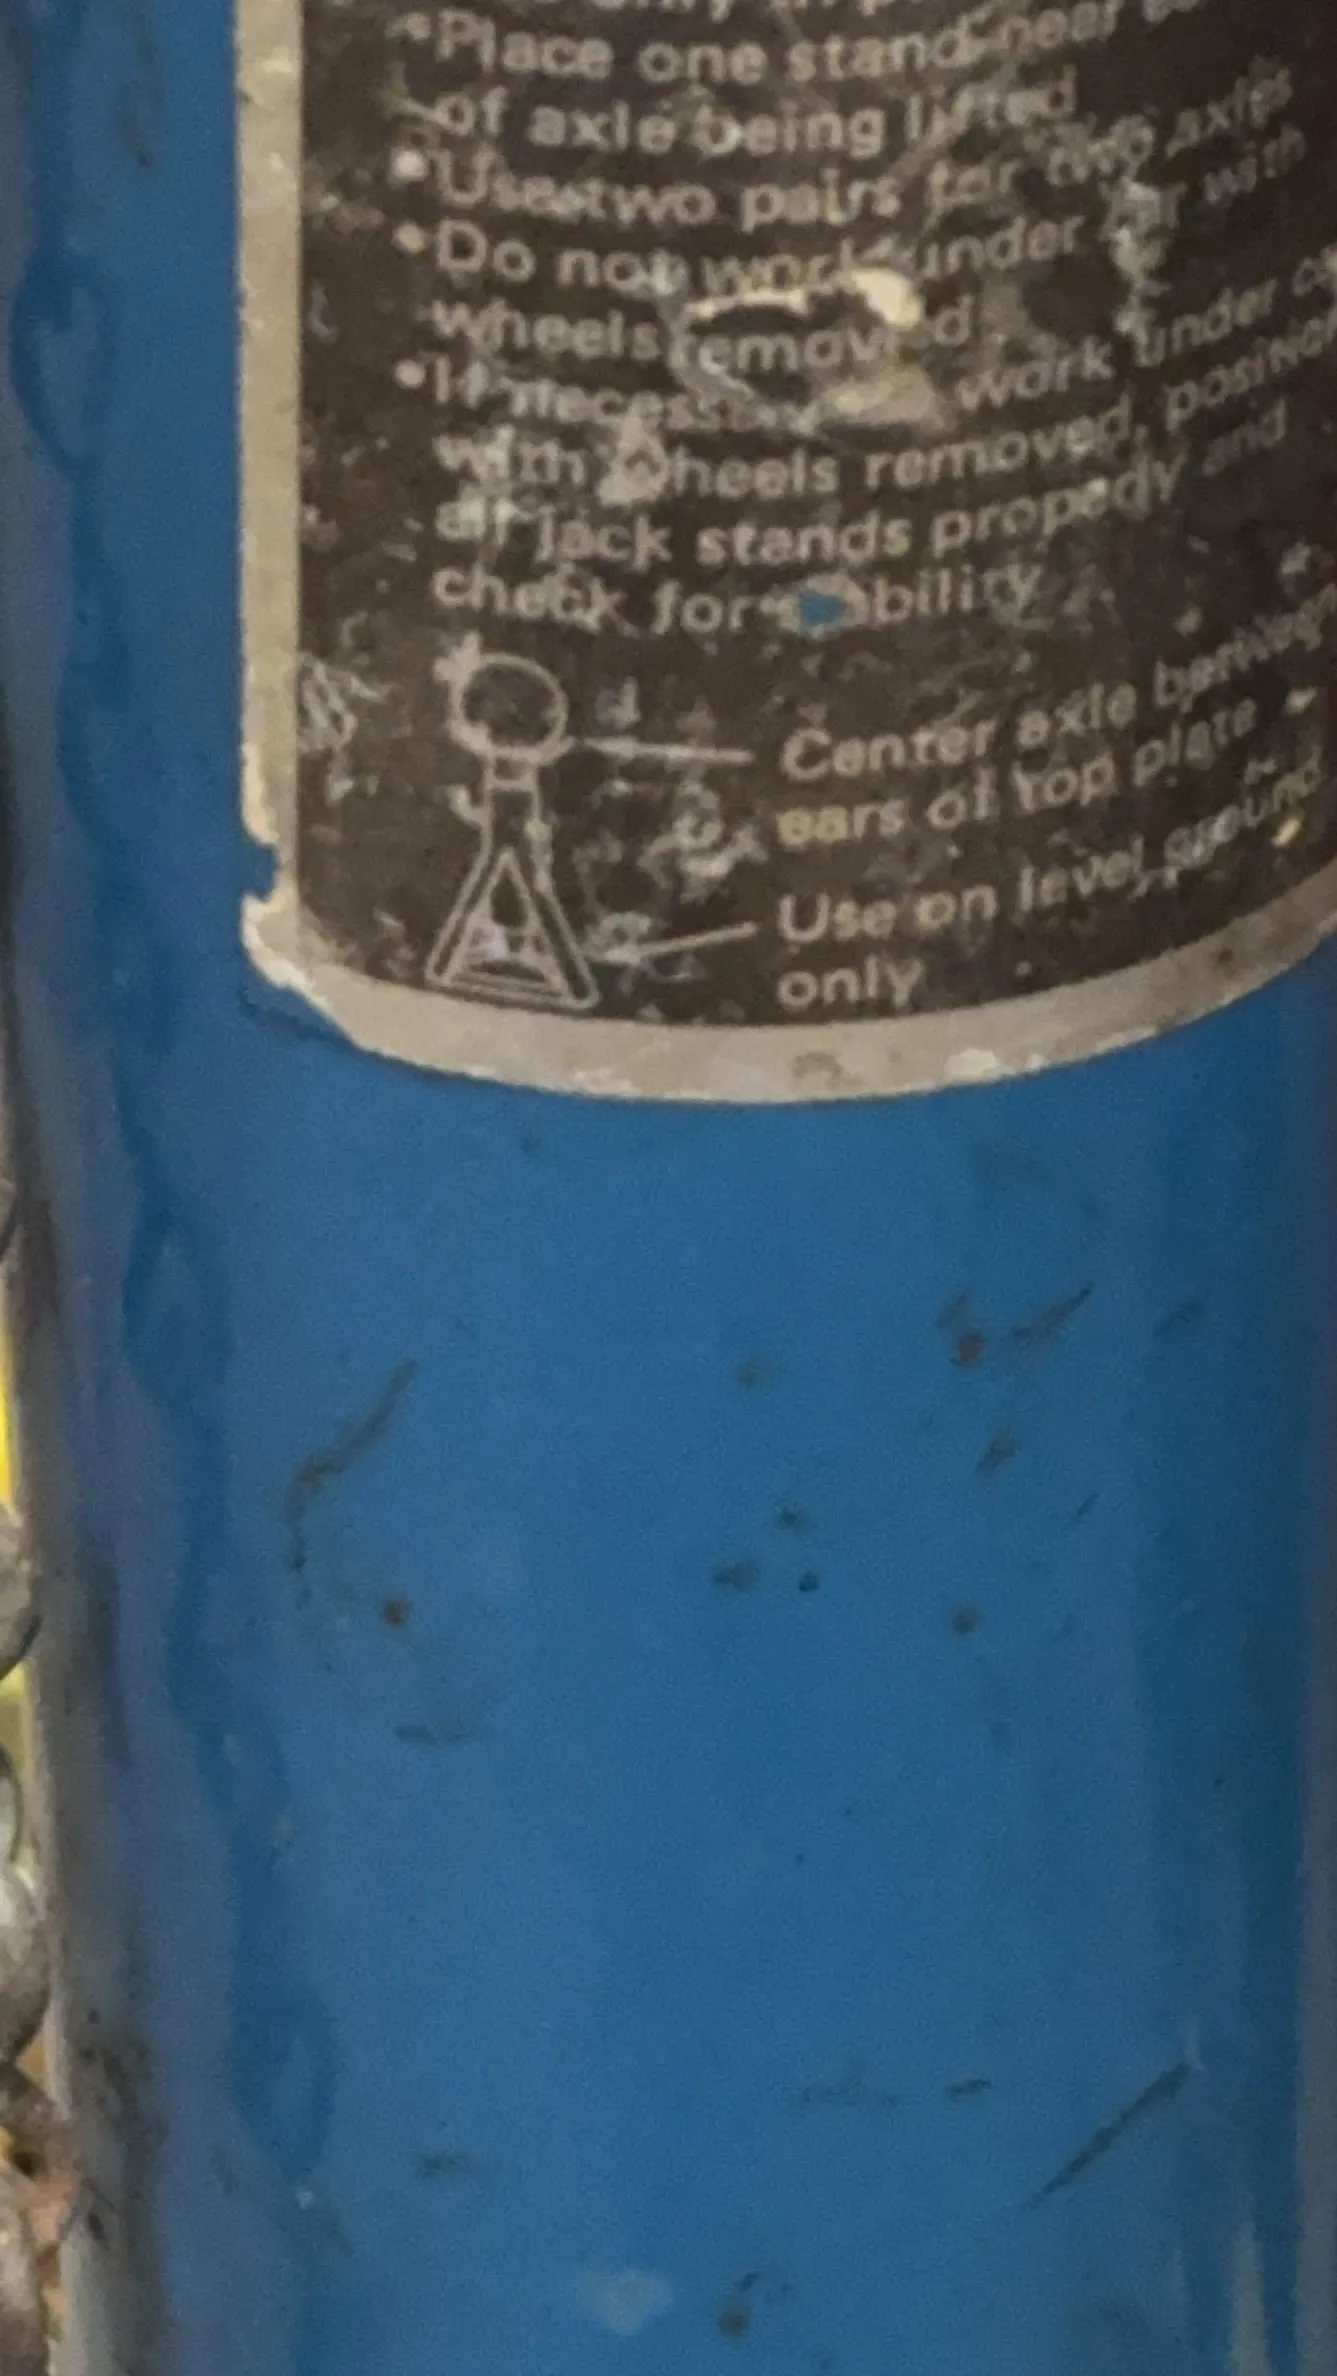 •Place one stand near
of axle being lifted
•Use two pairs for two axles
•Do not work under car with
wheels removed
•If necessary work under
with wheels removed, position
all jack stands properly and
check for stability
Center axle between
ears of top plate
Use on level ground
only